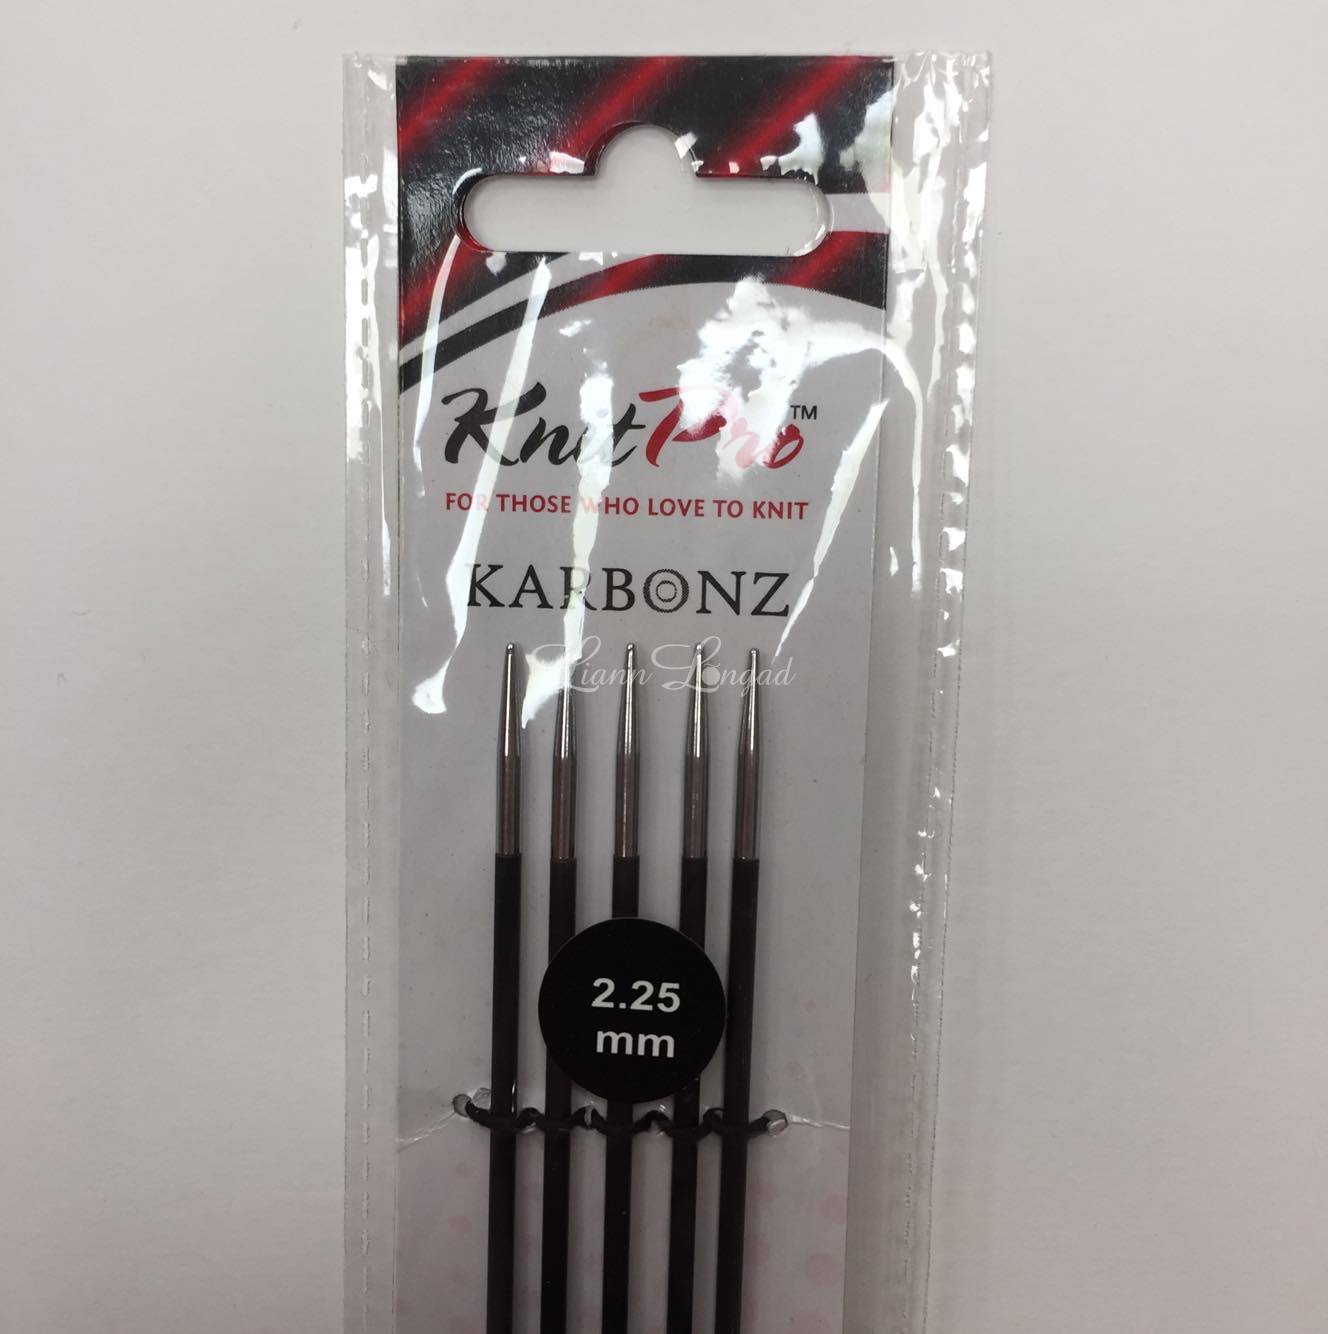 KnitPro™
FOR THOSE WHO LOVE TO KNIT
KARBONZ
Liann Longad
2.25
mm